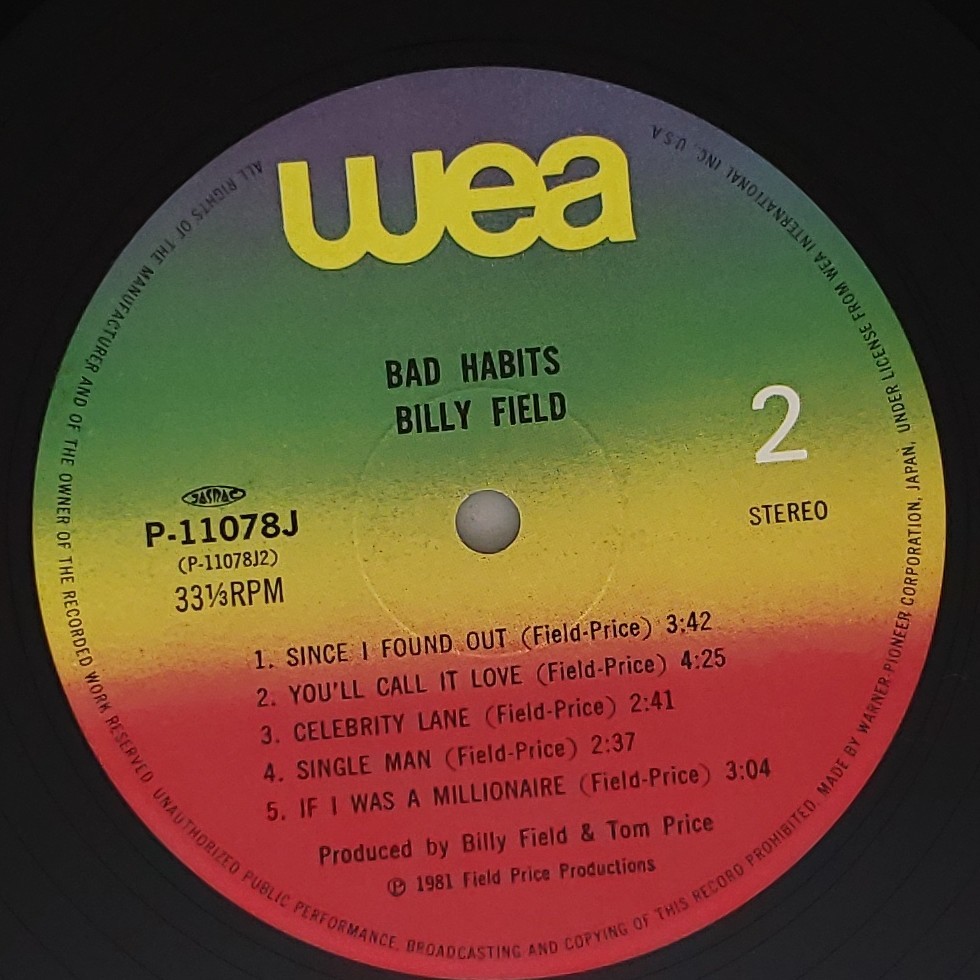 wea
BAD HABITS
BILLY FIELD
2
JASRAC
P-11078J
(P-11078J2)
33⅓RPM
STEREO
1. SINCE I FOUND OUT (Field-Price) 3:42
2. YOU'LL CALL IT LOVE (Field-Price) 4:25
3. CELEBRITY LANE (Field-Price) 2:41
4. SINGLE MAN (Field-Price) 2:37
5. IF I WAS A MILLIONAIRE (Field-Price) 3:04
Produced by Billy Field & Tom Price
℗ 1981 Field Price Productions
ALL RIGHTS OF THE MANUFACTURER AND OF THE OWNER OF THE RECORDED WORK RESERVED. UNAUTHORIZED PUBLIC PERFORMANCE, BROADCASTING AND COPYING OF THIS RECORD PROHIBITED. MADE BY WARNER-PIONEER CORPORATION, JAPAN, UNDER LICENSE FROM WEA INTERNATIONAL INC. U.S.A.